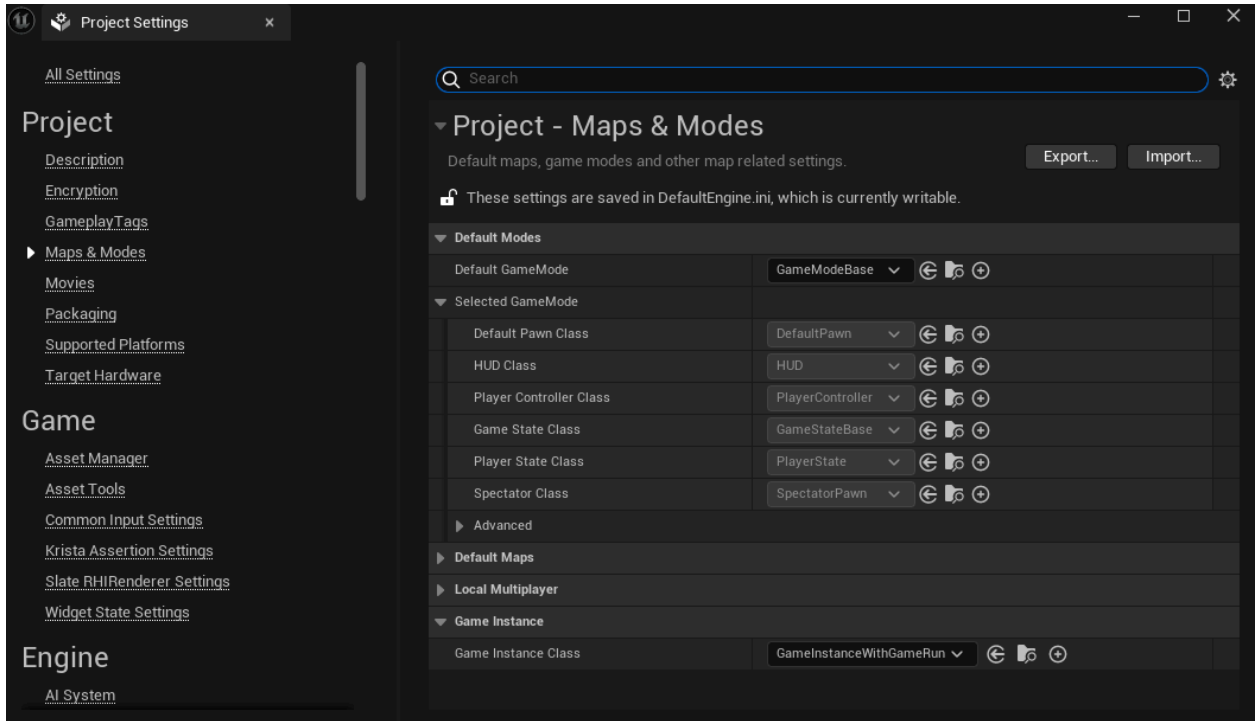 Project Settings
All Settings
Project
Description
Encryption
GameplayTags
Maps & Modes
Movies
Packaging
Supported Platforms
Target Hardware
Game
Asset Manager
Asset Tools
Common Input Settings
Krista Assertion Settings
Slate RHIRenderer Settings
Widget State Settings
Engine
AI System
Search
Project - Maps & Modes
Default maps, game modes and other map related settings.
Export...
Import...
These settings are saved in DefaultEngine.ini, which is currently writable.
Default Modes
Default GameMode GameModeBase
Selected GameMode
Default Pawn Class DefaultPawn
HUD Class HUD
Player Controller Class PlayerController
Game State Class GameStateBase
Player State Class PlayerState
Spectator Class SpectatorPawn
Advanced
Default Maps
Local Multiplayer
Game Instance
Game Instance Class GameInstanceWithGameRun